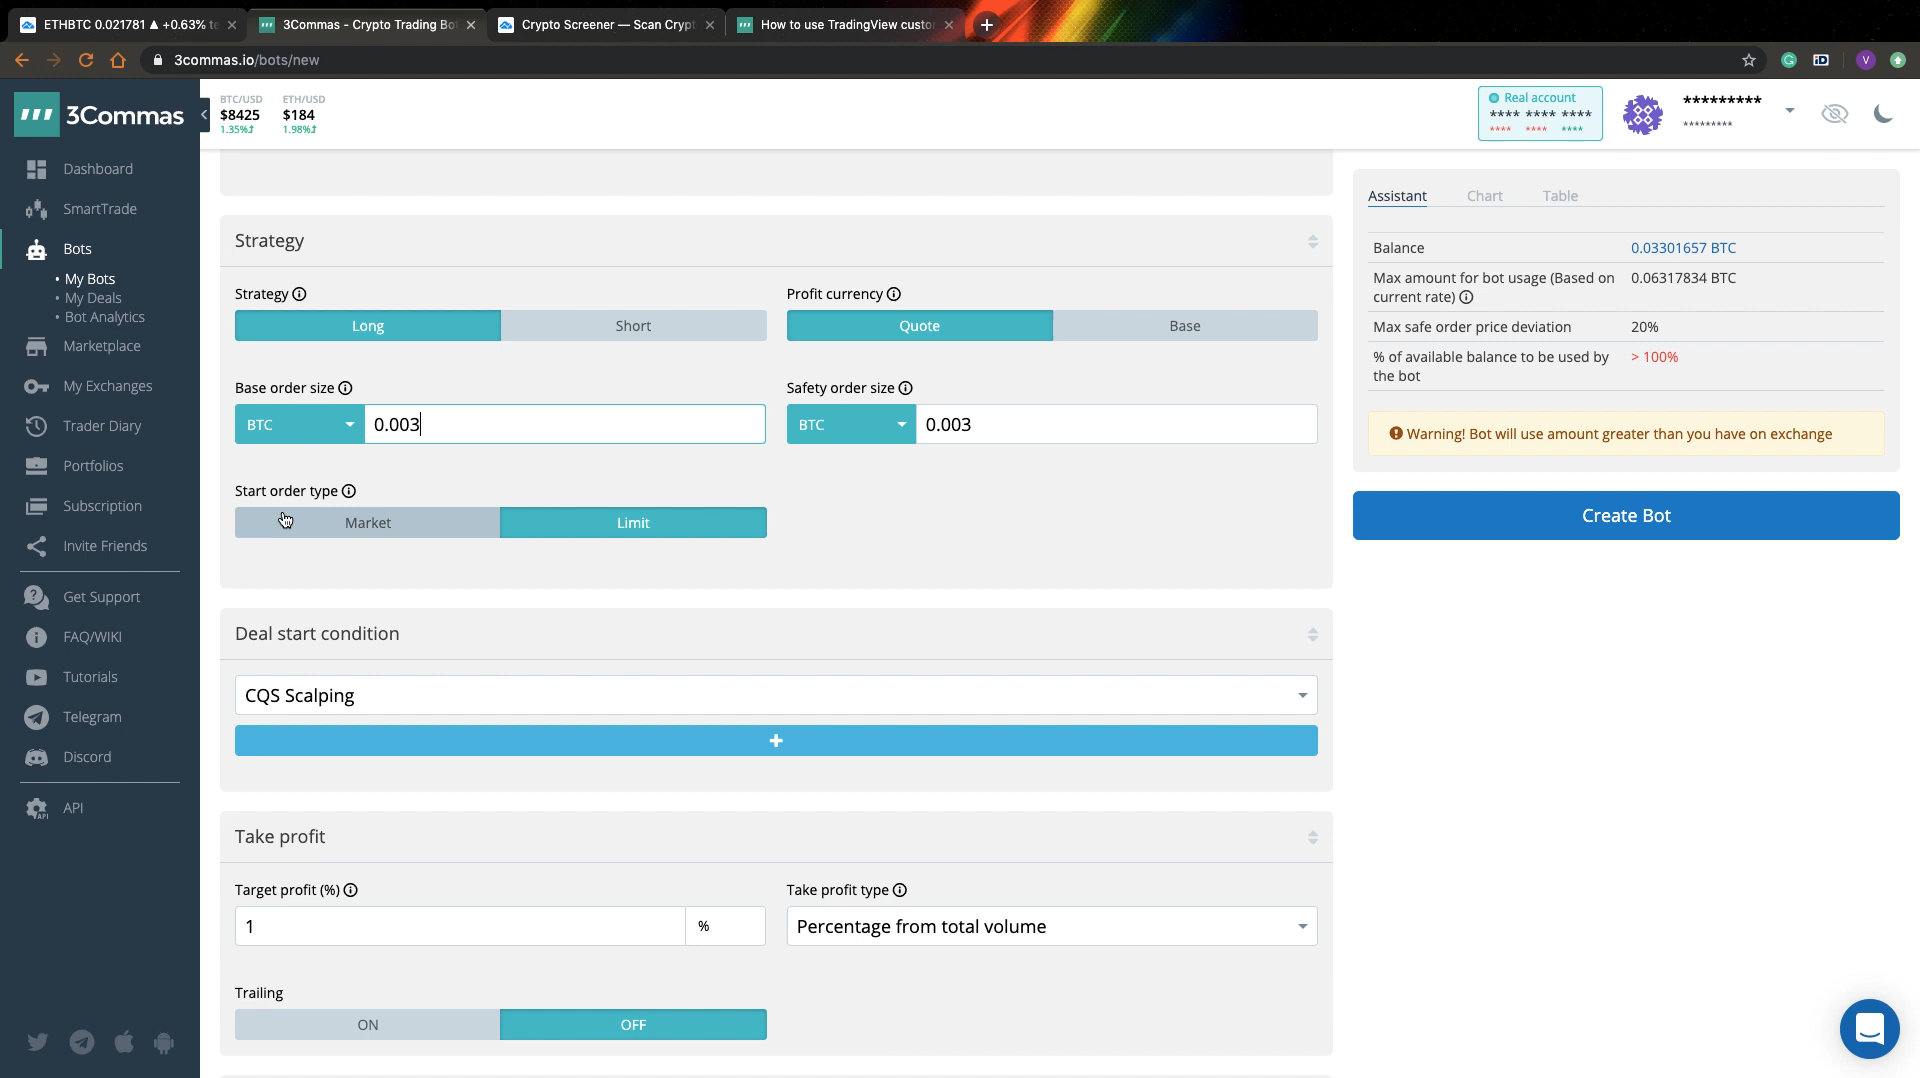 ETHBTC 0.021781 ▲ +0.63% te
3Commas - Crypto Trading Bo
Crypto Screener — Scan Crypt
How to use TradingView custo
3commas.io/bots/new
V
3Commas
BTC/USD
$8425
1.35%
ETH/USD
$184
1.98%
Real account
**** **** ****
**** **** ****
*********
*********
Dashboard
SmartTrade
Bots
• My Bots
• My Deals
• Bot Analytics
Marketplace
My Exchanges
Trader Diary
Portfolios
Subscription
Invite Friends
Get Support
FAQ/WIKI
Tutorials
Telegram
Discord
API
Strategy
Strategy
Long
Short
Profit currency
Quote
Base
Base order size
BTC
0.003
Safety order size
BTC
0.003
Start order type
Market
Limit
Deal start condition
CQS Scalping
+
Take profit
Target profit (%)
1
%
Take profit type
Percentage from total volume
Trailing
ON
OFF
Assistant
Chart
Table
Balance
0.03301657 BTC
Max amount for bot usage (Based on
current rate)
0.06317834 BTC
Max safe order price deviation
20%
% of available balance to be used by
the bot
> 100%
Warning! Bot will use amount greater than you have on exchange
Create Bot